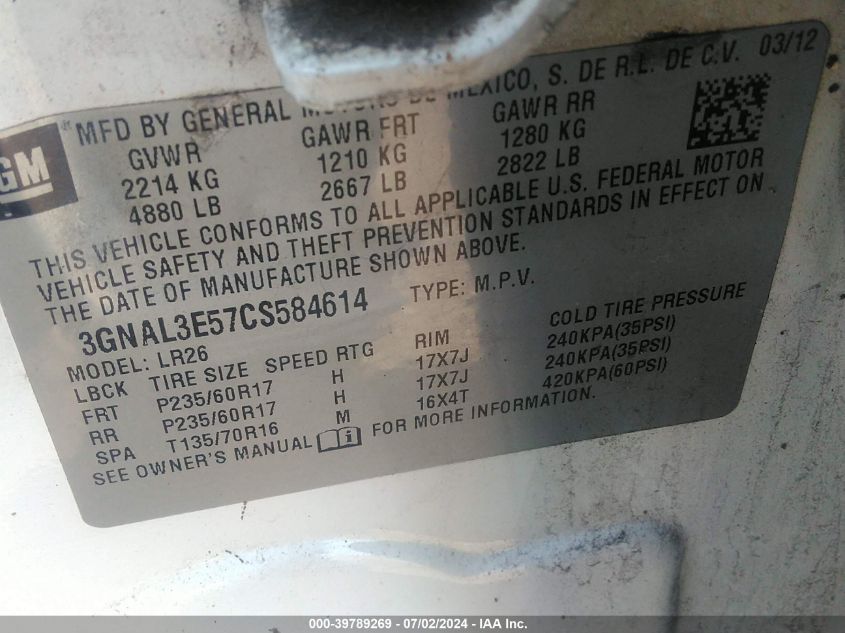 GM
MFD BY GENERAL MOTORS DE MEXICO, S. DE R.L. DE C.V. 03/12
GVWR GAWR FRT GAWR RR
2214 KG 1210 KG 1280 KG
4880 LB 2667 LB 2822 LB
THIS VEHICLE CONFORMS TO ALL APPLICABLE U.S. FEDERAL MOTOR
VEHICLE SAFETY AND THEFT PREVENTION STANDARDS IN EFFECT ON
THE DATE OF MANUFACTURE SHOWN ABOVE.
3GNAL3E57CS584614 TYPE: M.P.V.
MODEL: LR26
LBCK TIRE SIZE SPEED RTG RIM COLD TIRE PRESSURE
FRT P235/60R17 H 17X7J 240KPA(35PSI)
RR P235/60R17 H 17X7J 240KPA(35PSI)
SPA T135/70R16 M 16X4T 420KPA(60PSI)
SEE OWNER'S MANUAL FOR MORE INFORMATION.
000-39789269 - 07/02/2024 - IAA Inc.